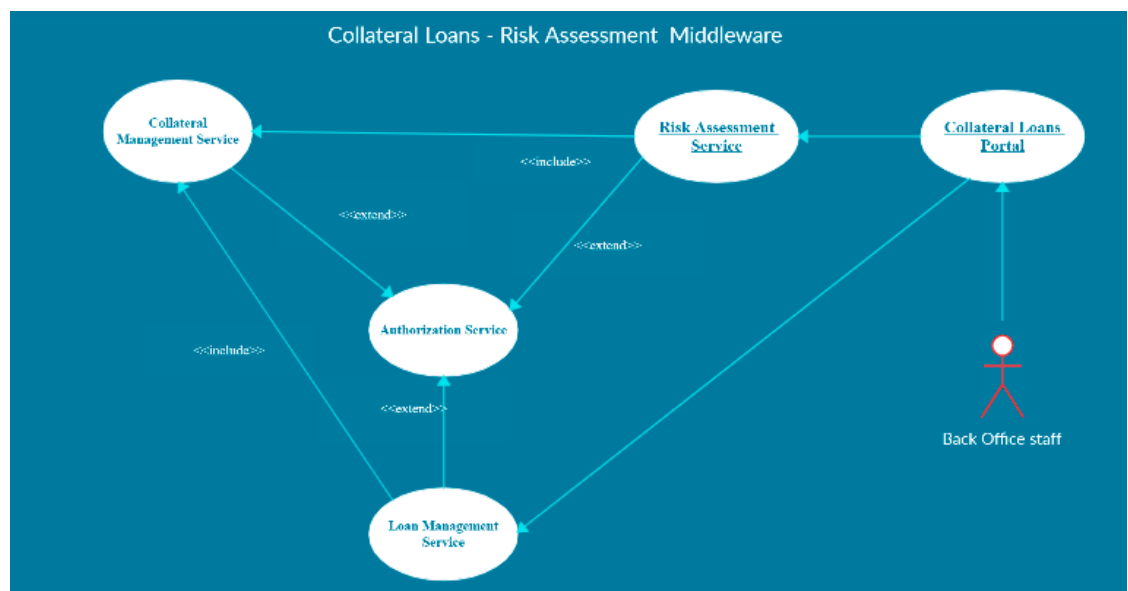 Collateral Loans - Risk Assessment Middleware
Collateral
Management Service
Risk Assessment
Service
Collateral Loans
Portal
<<include>>
<<extend>>
<<extend>>
Authorization Service
<<include>>
<<extend>>
Back Office staff
Loan Management
Service